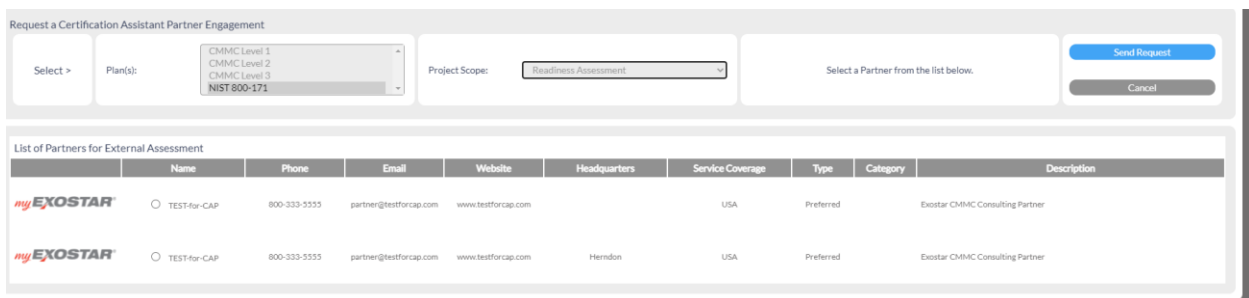 Request a Certification Assistant Partner Engagement
Select >
Plan(s):
CMMC Level 1
CMMC Level 2
CMMC Level 3
NIST 800-171
Project Scope:
Readiness Assessment
Select a Partner from the list below.
Send Request
Cancel
List of Partners for External Assessment
Name Phone Email Website Headquarters Service Coverage Type Category Description
myEXOSTAR TEST-for-CAP 800-333-5555 partner@testforcap.com www.testforcap.com USA Preferred Exostar CMMC Consulting Partner
myEXOSTAR TEST-for-CAP 800-333-5555 partner@testforcap.com www.testforcap.com Herndon USA Preferred Exostar CMMC Consulting Partner